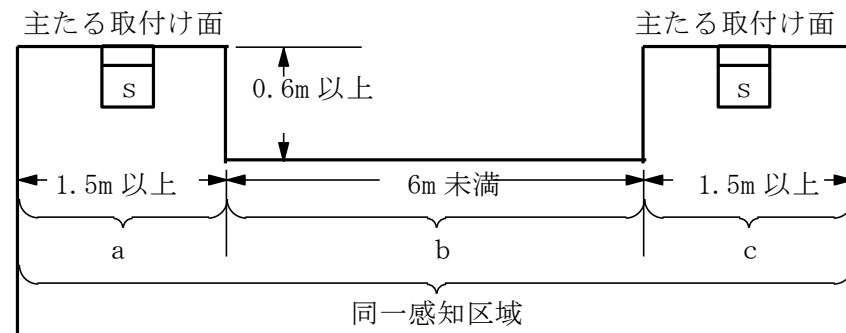 主たる取付け面 主たる取付け面
S S
0.6m 以上
1.5m 以上 6m 未満 1.5m 以上
a b c
同一感知区域